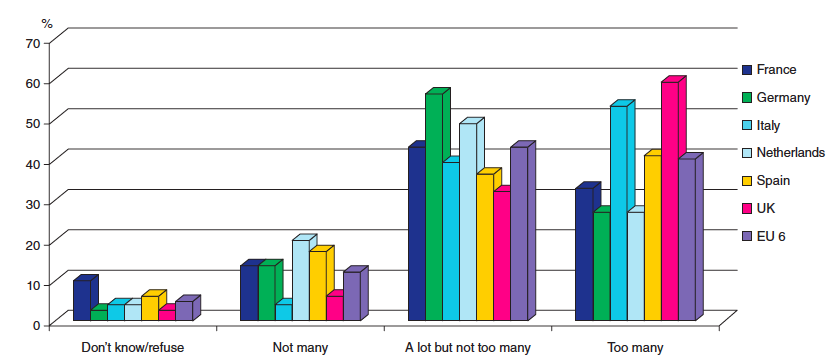 %
70
60
50
40
30
20
10
0
Don't know/refuse
Not many
A lot but not too many
Too many
France
Germany
Italy
Netherlands
Spain
UK
EU 6